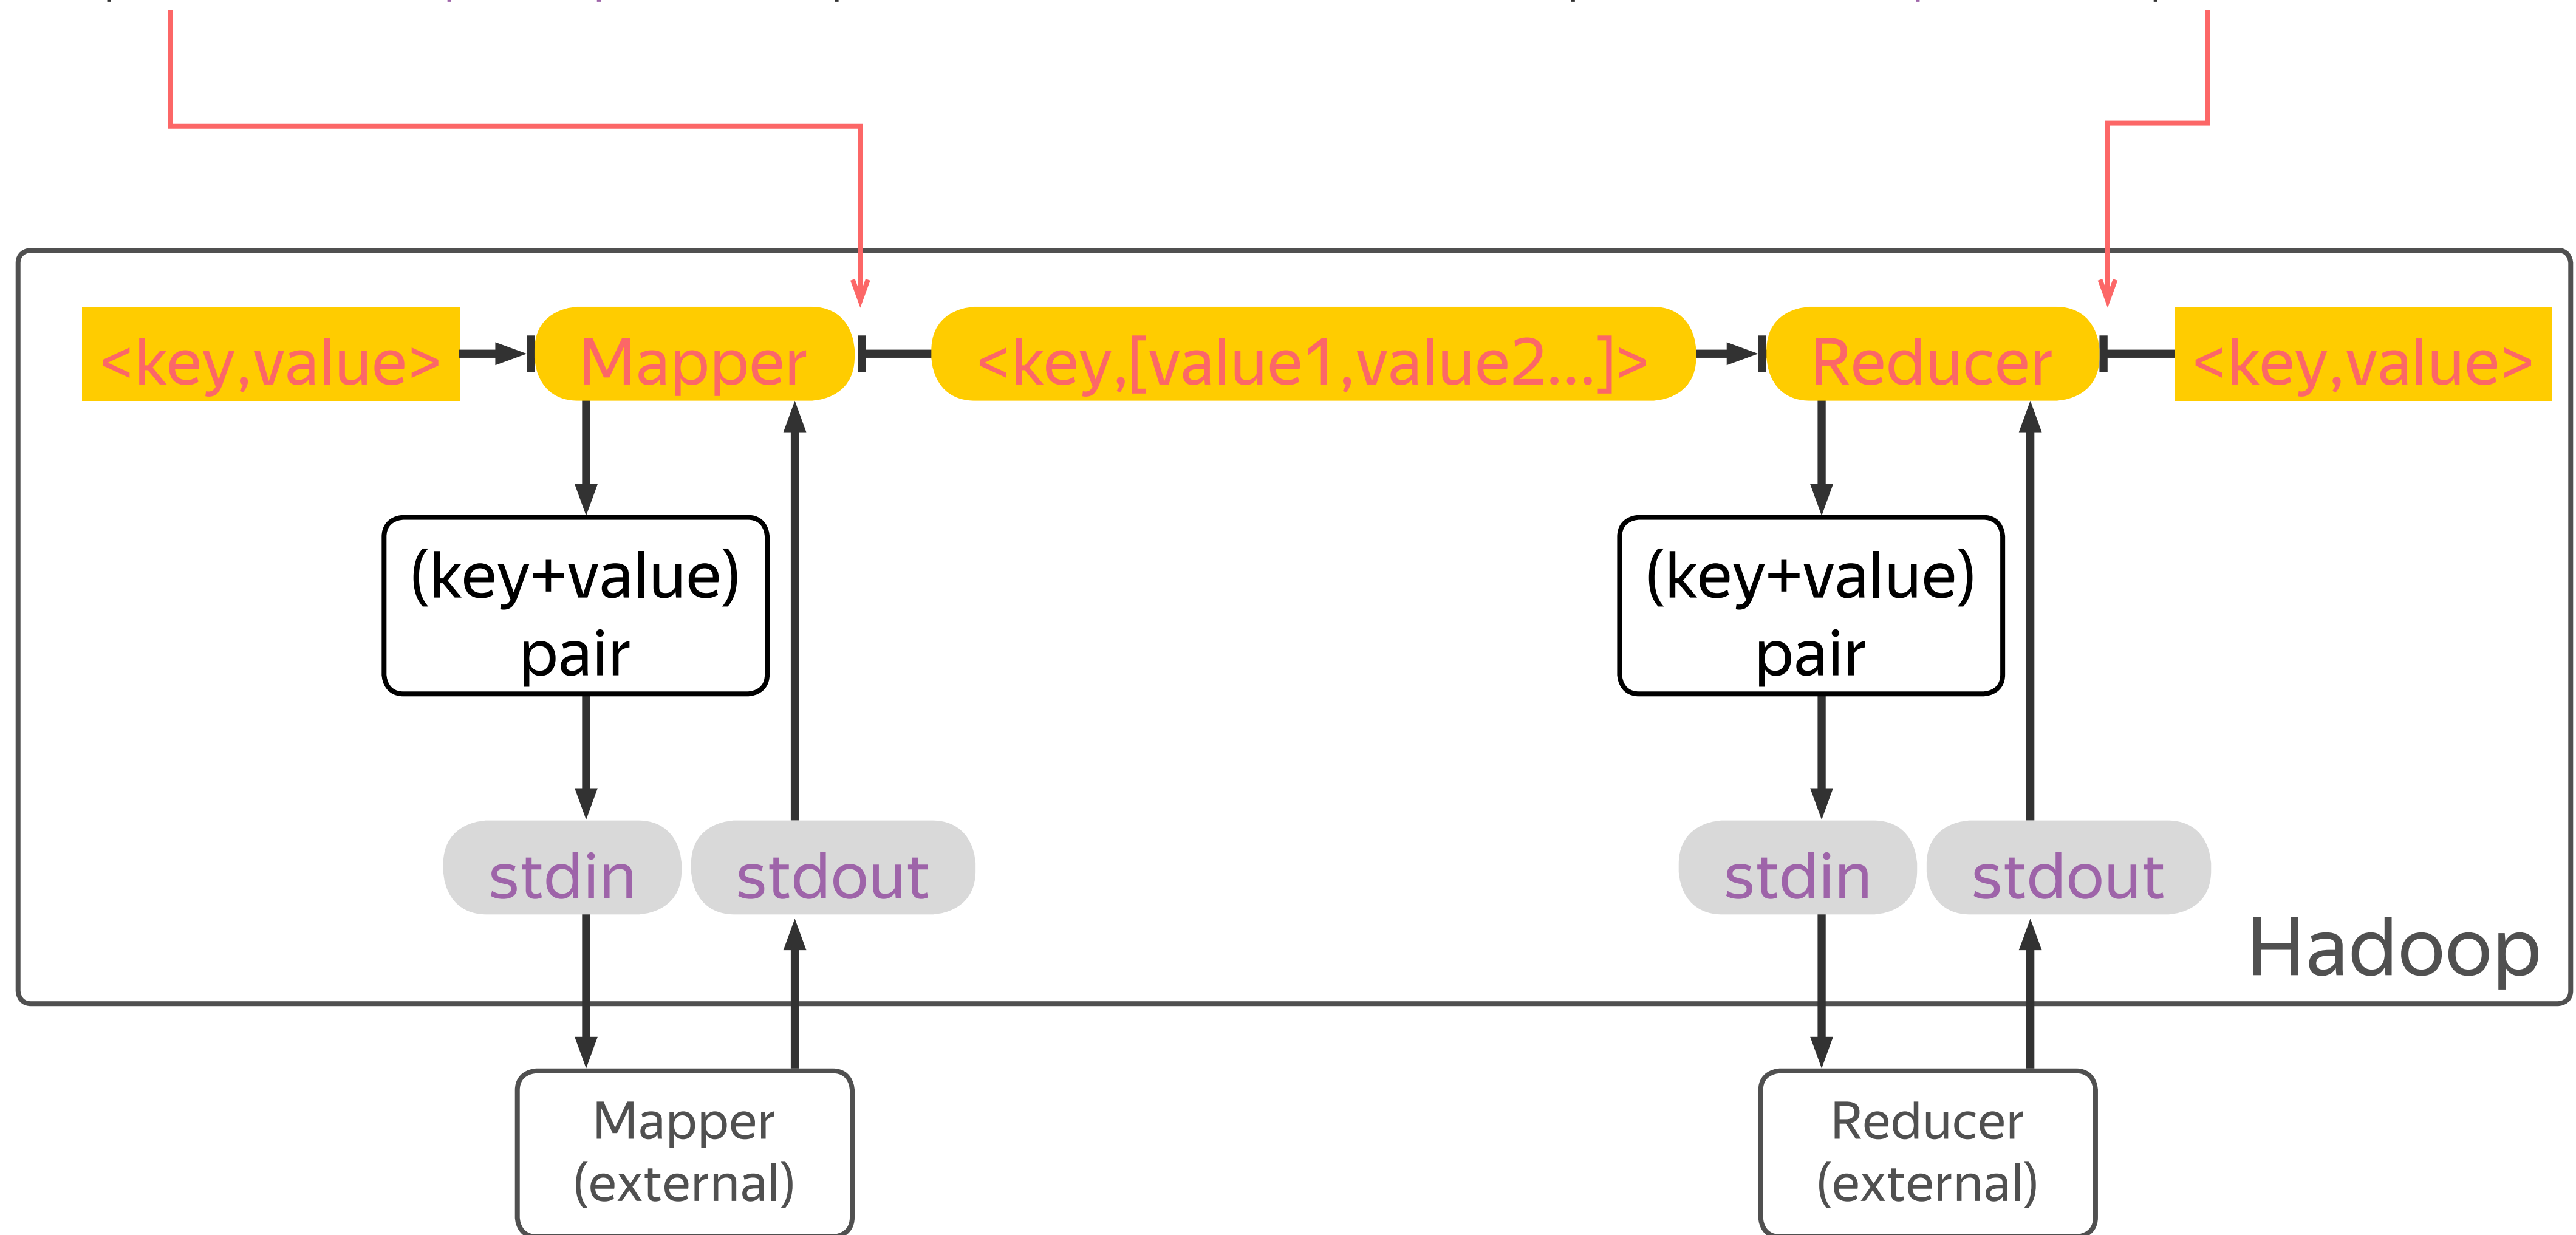 <key,value>
Mapper
<key,[value1,value2...]>
Reducer
<key,value>
(key+value)
pair
(key+value)
pair
stdin
stdout
stdin
stdout
Hadoop
Mapper
(external)
Reducer
(external)